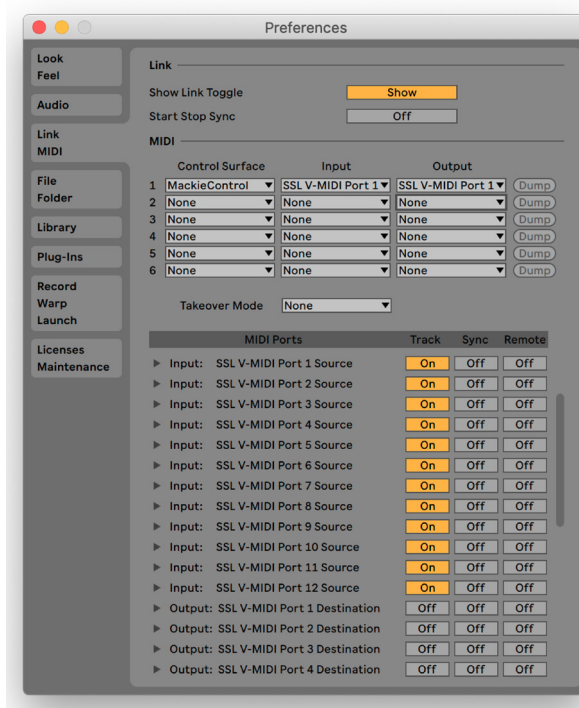 Preferences
Look
Feel
Audio
Link
MIDI
File
Folder
Library
Plug-Ins
Record
Warp
Launch
Licenses
Maintenance
Link
Show Link Toggle Show
Start Stop Sync Off
MIDI
Control Surface Input Output
1 MackieControl SSL V-MIDI Port 1 SSL V-MIDI Port 1 Dump
2 None None None Dump
3 None None None Dump
4 None None None Dump
5 None None None Dump
6 None None None Dump
Takeover Mode None
MIDI Ports Track Sync Remote
Input: SSL V-MIDI Port 1 Source On Off Off
Input: SSL V-MIDI Port 2 Source On Off Off
Input: SSL V-MIDI Port 3 Source On Off Off
Input: SSL V-MIDI Port 4 Source On Off Off
Input: SSL V-MIDI Port 5 Source On Off Off
Input: SSL V-MIDI Port 6 Source On Off Off
Input: SSL V-MIDI Port 7 Source On Off Off
Input: SSL V-MIDI Port 8 Source On Off Off
Input: SSL V-MIDI Port 9 Source On Off Off
Input: SSL V-MIDI Port 10 Source On Off Off
Input: SSL V-MIDI Port 11 Source On Off Off
Input: SSL V-MIDI Port 12 Source On Off Off
Output: SSL V-MIDI Port 1 Destination Off Off Off
Output: SSL V-MIDI Port 2 Destination Off Off Off
Output: SSL V-MIDI Port 3 Destination Off Off Off
Output: SSL V-MIDI Port 4 Destination Off Off Off